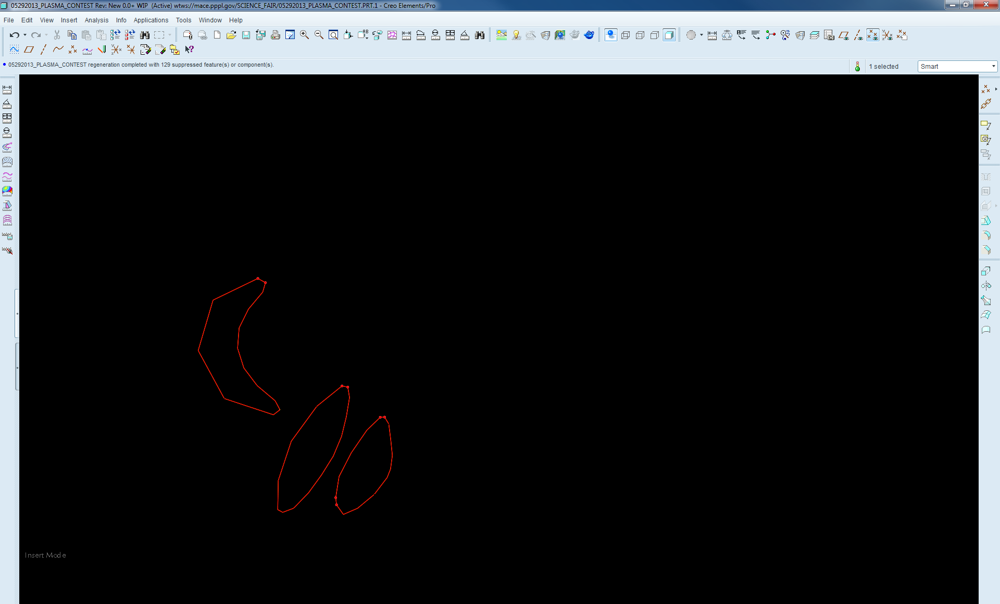 05292013_PLASMA_CONTEST Rev: New 0.0+ WIP (Active) wtws://mace.pppl.gov/SCIENCE_FAIR/05292013_PLASMA_CONTEST.PRT.1 - Creo Elements/Pro
File Edit View Insert Analysis Info Applications Tools Window Help
05292013_PLASMA_CONTEST regeneration completed with 129 suppressed feature(s) or component(s).
1 selected
Smart
Insert Mode